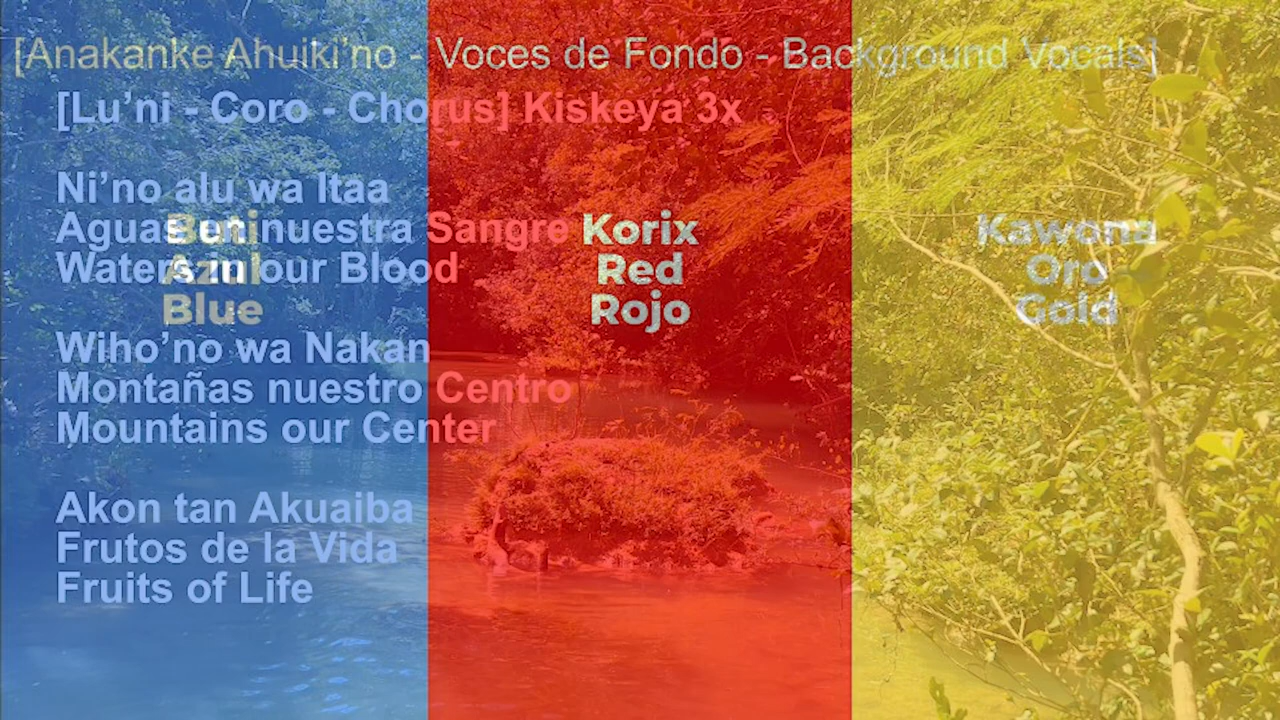 [Anakanke Ahuiki’no - Voces de Fondo - Background Vocals]
[Lu’ni - Coro - Chorus] Kiskeya 3x
Ni’no alu wa Itaa
Aguas en nuestra Sangre
Waters in our Blood
Wiho’no wa Nakan
Montañas nuestro Centro
Mountains our Center
Akon tan Akuaiba
Frutos de la Vida
Fruits of Life
Azul
Blue
Korix
Red
Rojo
Kawona
Oro
Gold